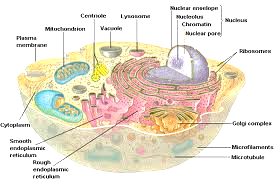 Nuclear envelope
Nucleolus
Chromatin
Nuclear pore
Nucleus
Centriole
Lysosome
Mitochondrion
Vacuole
Plasma
membrane
Ribosomes
Cytoplasm
Smooth
endoplasmic
reticulum
Rough
endoplasmic
reticulum
Golgi complex
Microfilaments
Microtubule